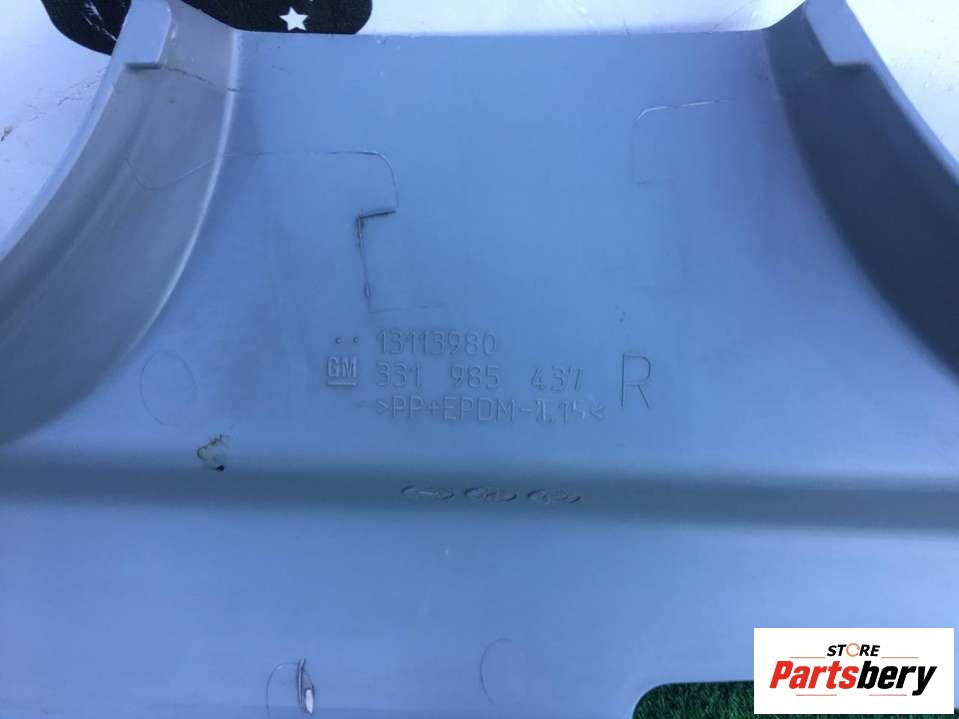 13113980
GM 331 985 437 R
>PP+EPDM-T15<
STORE
Partsbery